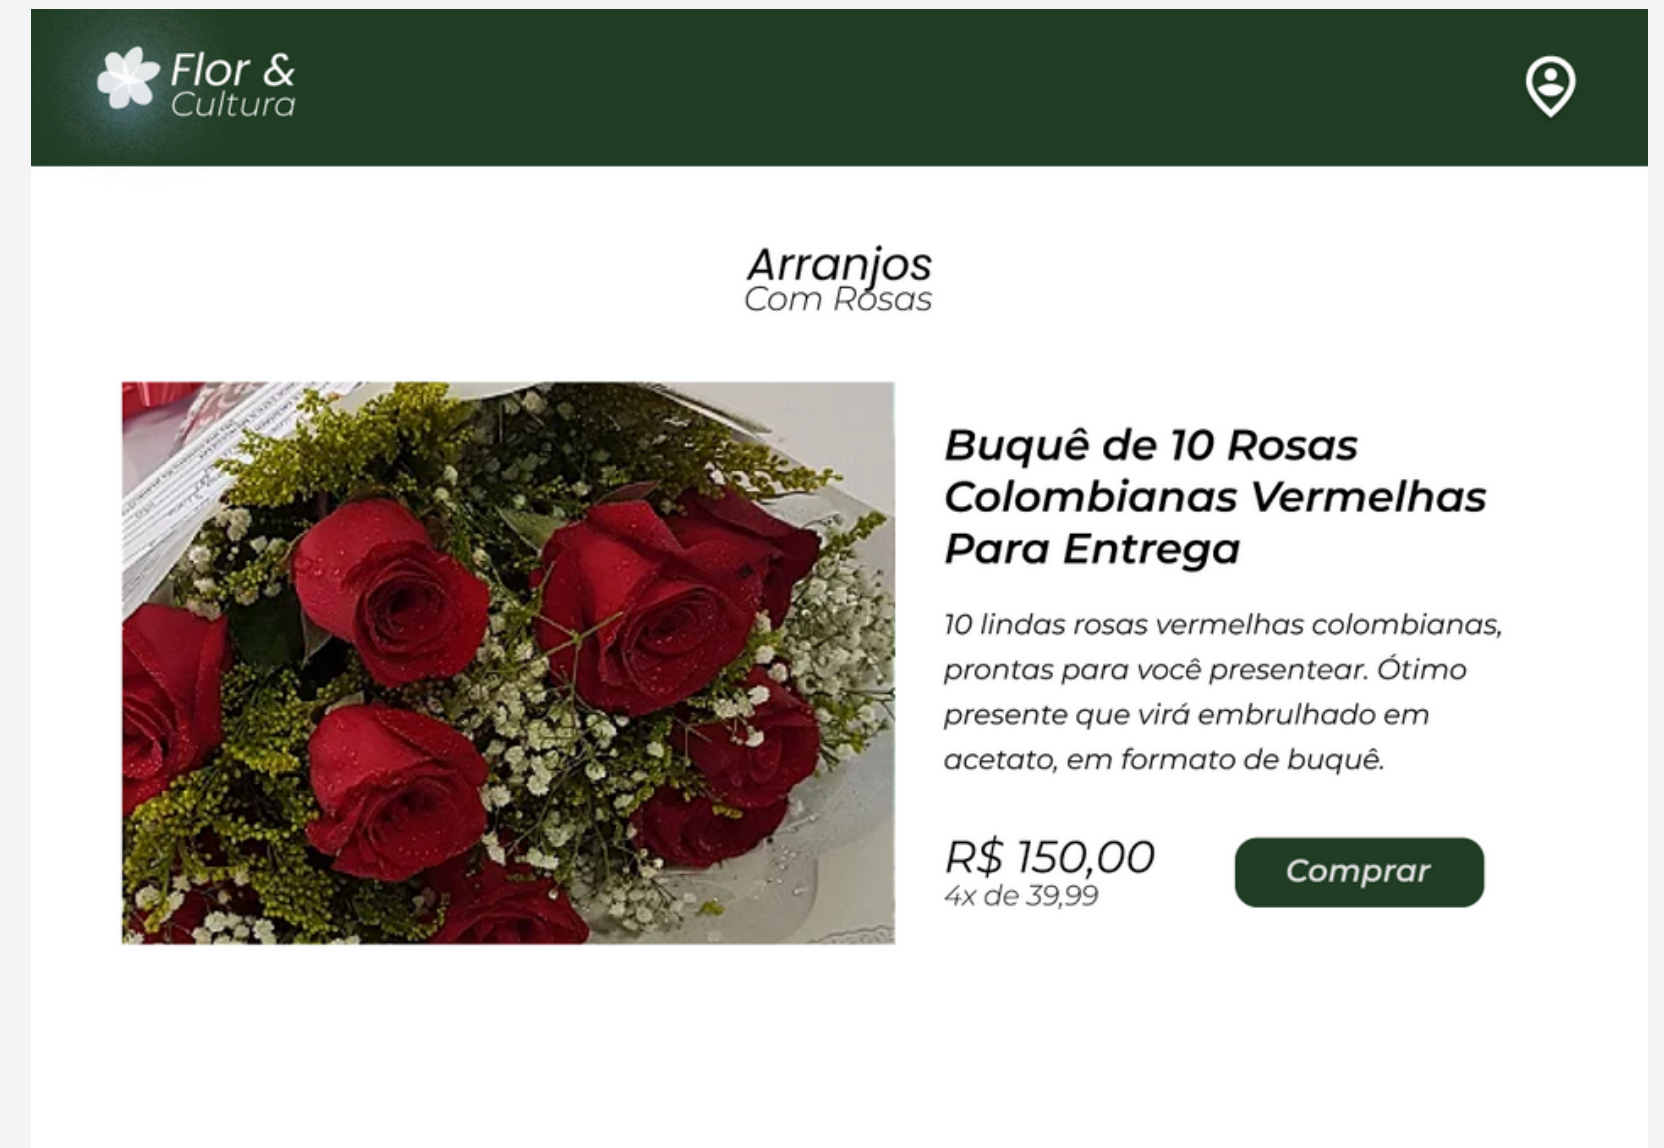 Flor &
Cultura
Arranjos
Com Rosas
Buquê de 10 Rosas
Colombianas Vermelhas
Para Entrega
10 lindas rosas vermelhas colombianas,
prontas para você presentear. Ótimo
presente que virá embrulhado em
acetato, em formato de buquê.
R$ 150,00
4x de 39,99
Comprar